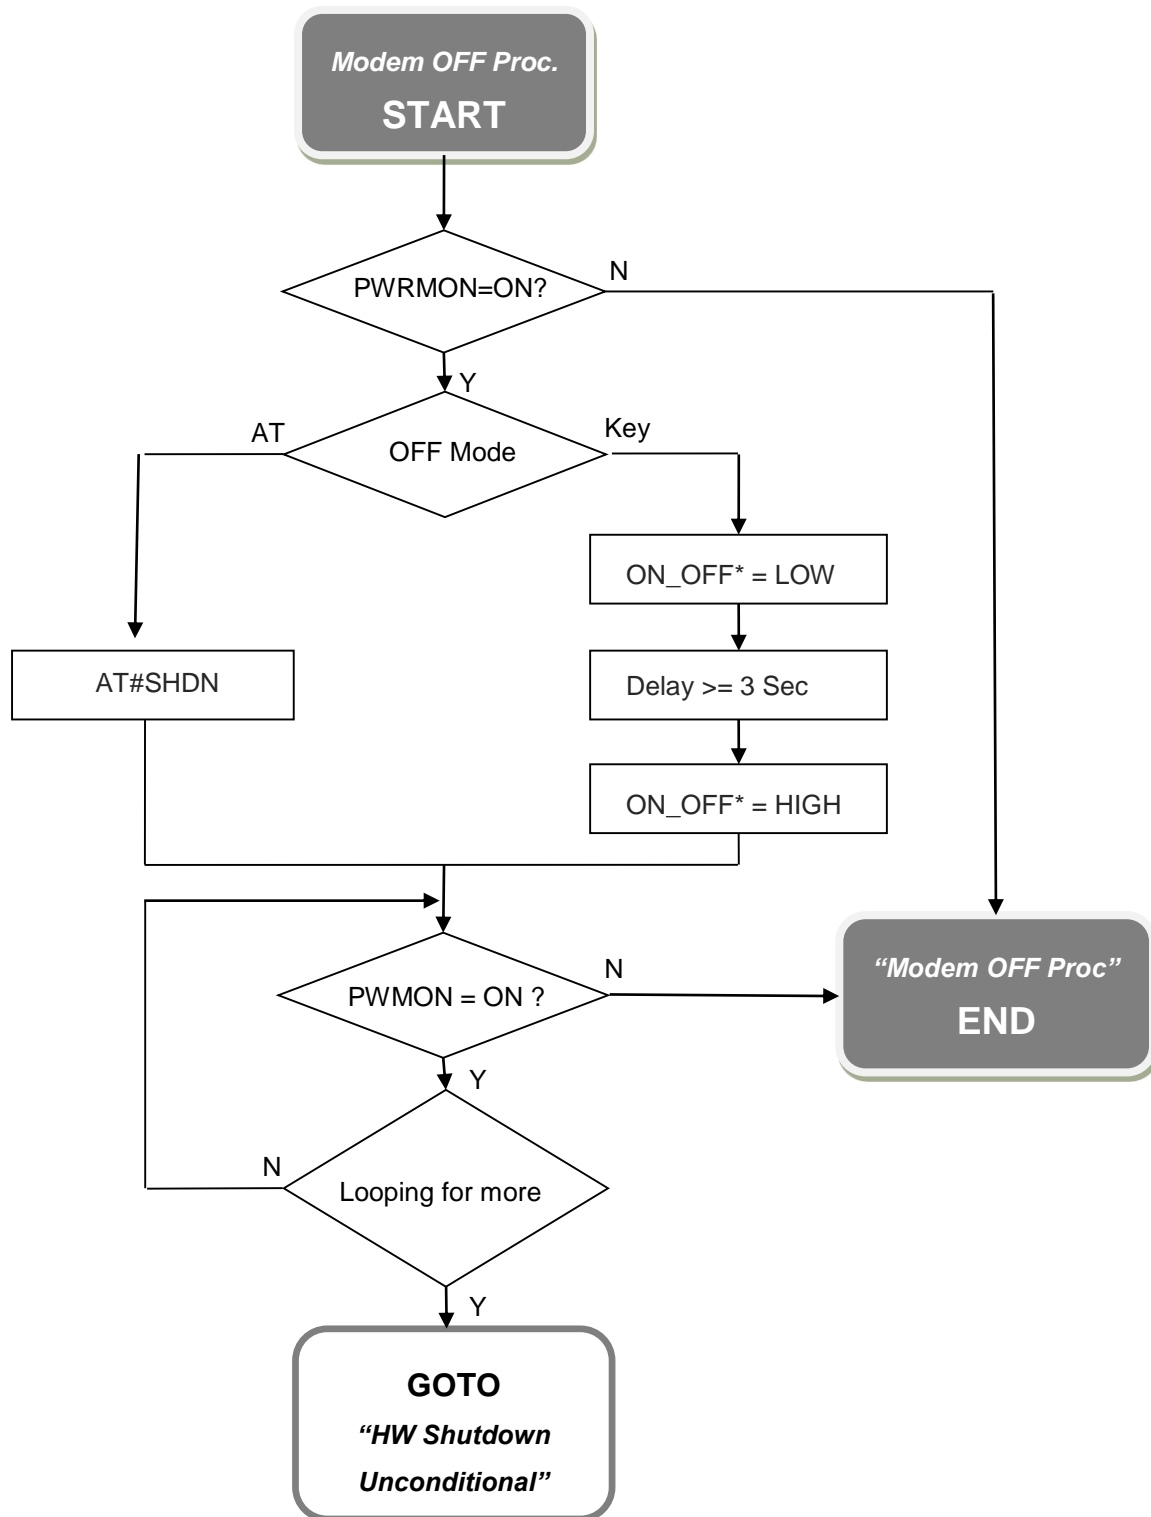 Modem OFF Proc.
START
PWRMON=ON?
N
Y
AT
OFF Mode
Key
ON_OFF* = LOW
AT#SHDN
Delay >= 3 Sec
ON_OFF* = HIGH
PWMON = ON ?
N
“Modem OFF Proc”
END
Y
N
Looping for more
Y
GOTO
“HW Shutdown
Unconditional”